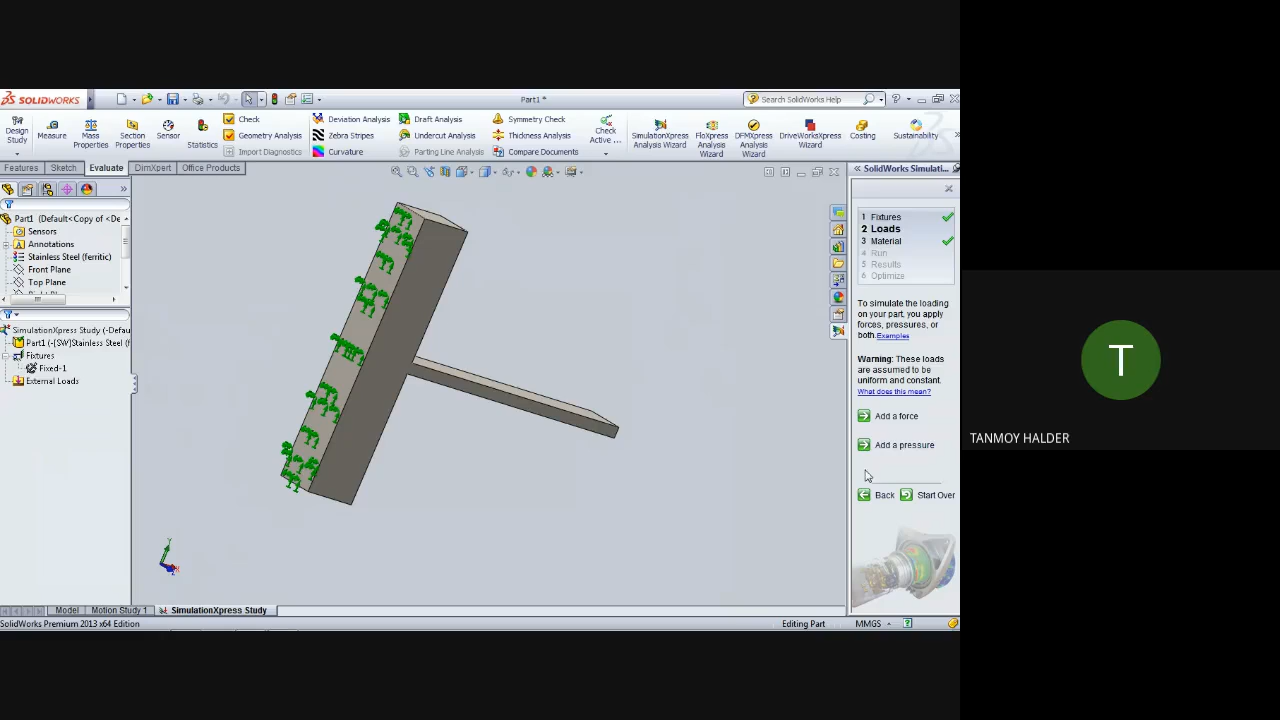 SOLIDWORKS
Part1 *
Search SolidWorks Help
Design Study
Measure
Mass Properties
Section Properties
Sensor
Statistics
Check
Geometry Analysis
Import Diagnostics
Deviation Analysis
Zebra Stripes
Curvature
Draft Analysis
Undercut Analysis
Parting Line Analysis
Symmetry Check
Thickness Analysis
Compare Documents
Check Active ...
SimulationXpress Analysis Wizard
FloXpress Analysis Wizard
DFMXpress Analysis Wizard
DriveWorksXpress Wizard
Costing
Sustainability
Features
Sketch
Evaluate
DimXpert
Office Products
SolidWorks Simulati...
Part1 (Default<Copy of <De
Sensors
Annotations
Stainless Steel (ferritic)
Front Plane
Top Plane
SimulationXpress Study (-Defau
Part1 (-[SW]Stainless Steel (f
Fixtures
Fixed-1
External Loads
1 Fixtures
2 Loads
3 Material
4 Run
5 Results
6 Optimize
To simulate the loading
on your part, you apply
forces, pressures, or
both.Examples
Warning: These loads
are assumed to be
uniform and constant.
What does this mean?
Add a force
Add a pressure
Back
Start Over
TANMOY HALDER
T
Y
Model
Motion Study 1
SimulationXpress Study
SolidWorks Premium 2013 x64 Edition
Editing Part
MMGS